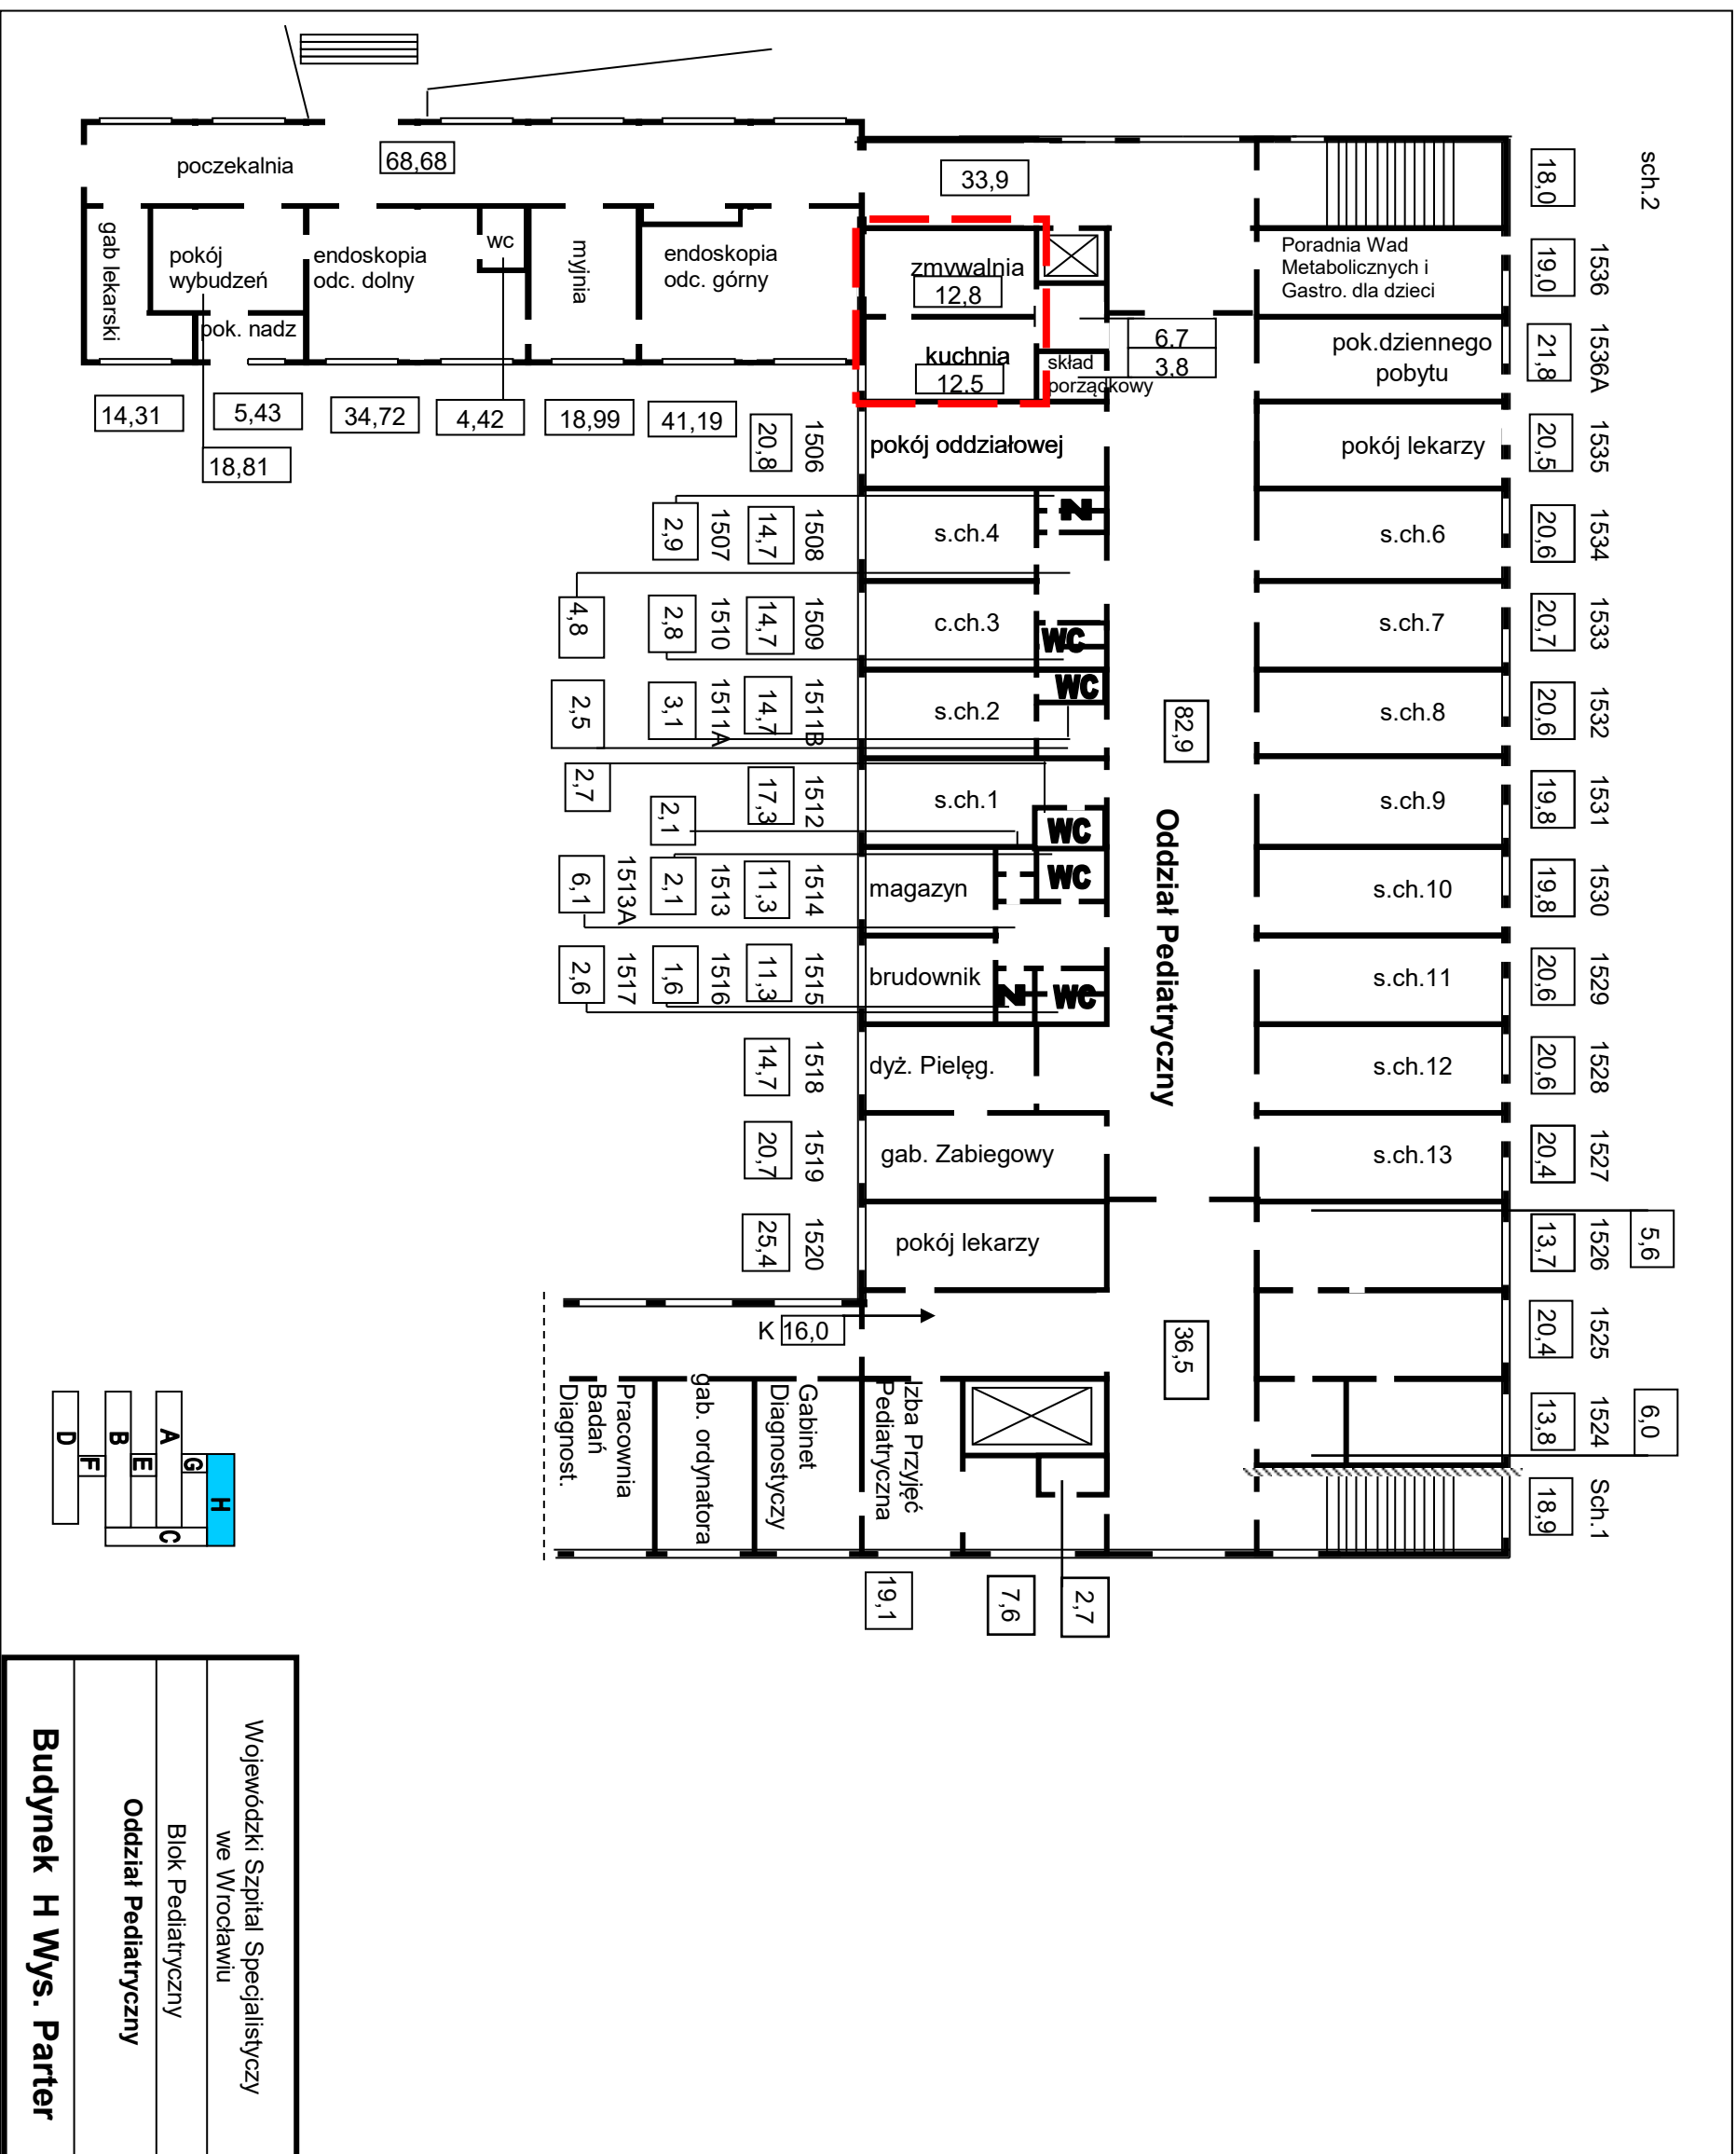 sch.2
18,0
poczekalnia
68,68
33,9
gab lekarski
pokój
wybudzeń
pok. nadz
endoskopia
odc. dolny
wc
myjnia
endoskopia
odc. górny
zmywalnia
12,8
kuchnia
12,5
6,7
3,8
skład
porządkowy
Poradnia Wad
Metabolicznych i
Gastro. dla dzieci
1536
19,0
pok.dziennego
pobytu
1536A
21,8
14,31
5,43
34,72
4,42
18,99
41,19
18,81
1506
20,8
pokój oddziałowej
pokój lekarzy
1535
20,5
2,9
1507
14,7
1508
s.ch.4
N
s.ch.6
1534
20,6
4,8
2,8
1510
14,7
1509
c.ch.3
WC
s.ch.7
1533
20,7
2,5
3,1
1511A
14,7
1511B
s.ch.2
WC
82,9
s.ch.8
1532
20,6
2,7
2,1
17,3
1512
s.ch.1
WC
Oddział Pediatryczny
s.ch.9
1531
19,8
6,1
1513A
2,1
1513
11,3
1514
magazyn
WC
s.ch.10
1530
19,8
2,6
1517
1,6
1516
11,3
1515
brudownik
N
WC
s.ch.11
1529
20,6
14,7
1518
dyż. Pielęg.
s.ch.12
1528
20,6
20,7
1519
gab. Zabiegowy
s.ch.13
1527
20,4
25,4
1520
pokój lekarzy
13,7
1526
5,6
K 16,0
36,5
20,4
1525
Pracownia
Badań
Diagnost.
gab. ordynatora
Gabinet
Diagnostyczy
Izba Przyjęć
Pediatryczna
13,8
1524
6,0
18,9
Sch.1
19,1
7,6
2,7
A
B
C
D
E
F
G
H
Wojewódzki Szpital Specjalistyczy
we Wrocławiu
Blok Pediatryczny
Oddział Pediatryczny
Budynek H Wys. Parter